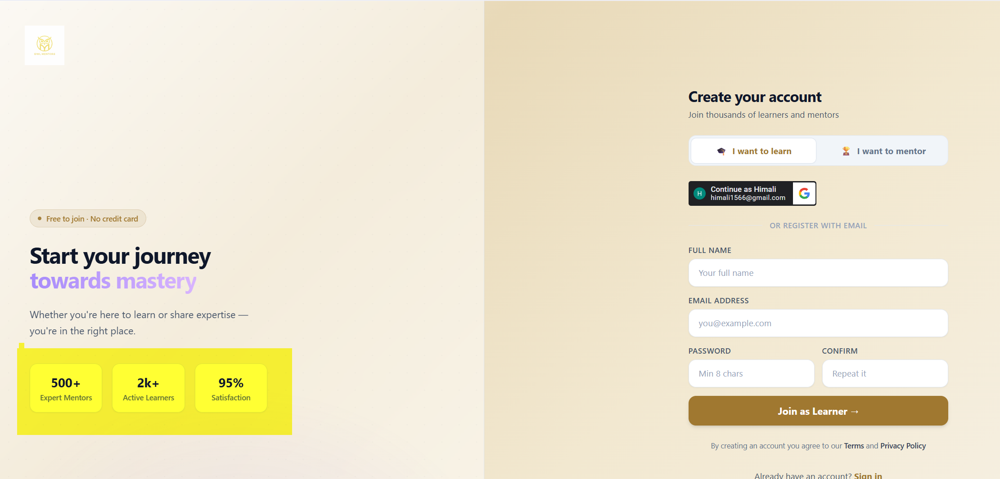 OWL MENTORS
Free to join · No credit card
Start your journey
towards mastery
Whether you're here to learn or share expertise —
you're in the right place.
500+
Expert Mentors
2k+
Active Learners
95%
Satisfaction
Create your account
Join thousands of learners and mentors
I want to learn
I want to mentor
H
Continue as Himali
himali1566@gmail.com
G
OR REGISTER WITH EMAIL
FULL NAME
Your full name
EMAIL ADDRESS
you@example.com
PASSWORD
Min 8 chars
CONFIRM
Repeat it
Join as Learner →
By creating an account you agree to our Terms and Privacy Policy
Already have an account? Sign in